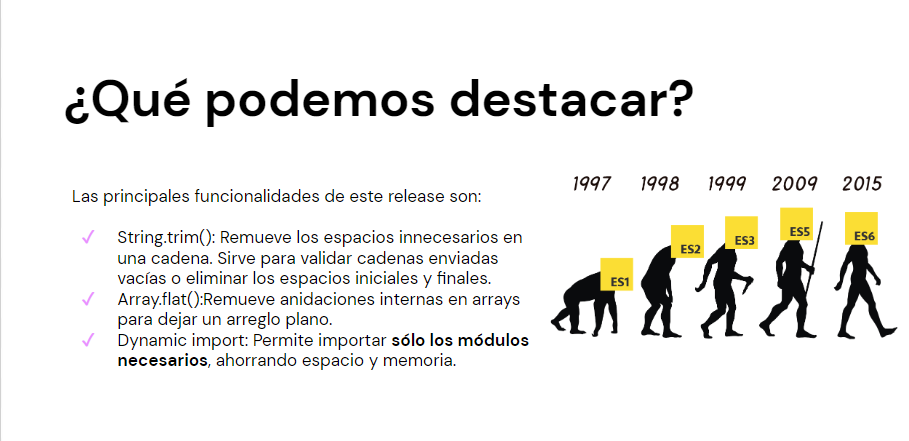 ¿Qué podemos destacar?
Las principales funcionalidades de este release son:
✓ String.trim(): Remueve los espacios innecesarios en
una cadena. Sirve para validar cadenas enviadas
vacías o eliminar los espacios iniciales y finales.
✓ Array.flat():Remueve anidaciones internas en arrays
para dejar un arreglo plano.
✓ Dynamic import: Permite importar sólo los módulos
necesarios, ahorrando espacio y memoria.
1997 1998 1999 2009 2015
ES1 ES2 ES3 ES5 ES6